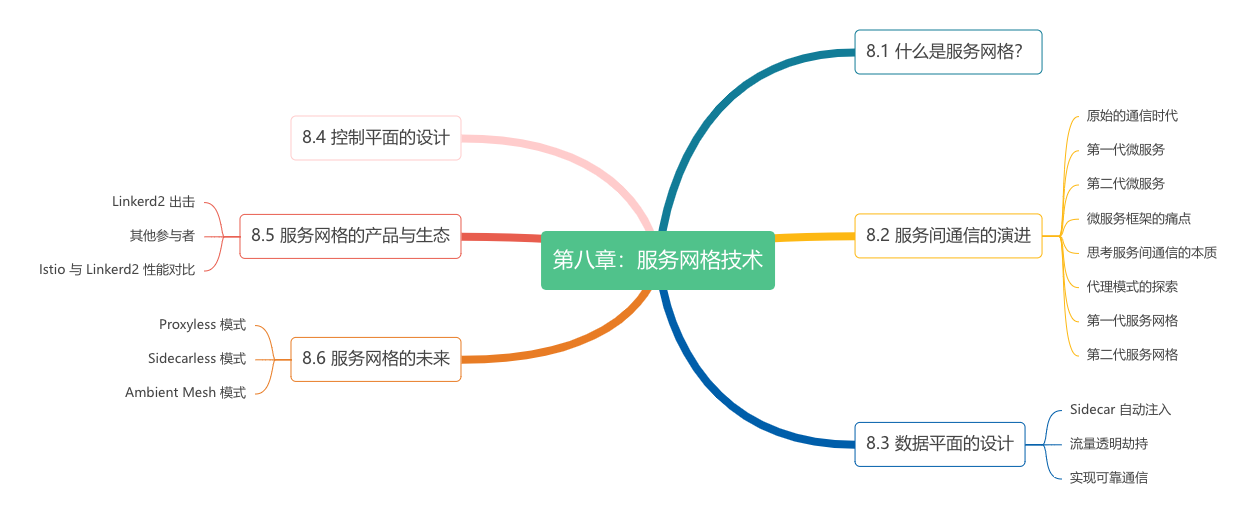 第八章：服务网格技术
8.1 什么是服务网格？
8.2 服务间通信的演进
原始的通信时代
第一代微服务
第二代微服务
微服务框架的痛点
思考服务间通信的本质
代理模式的探索
第一代服务网格
第二代服务网格
8.3 数据平面的设计
Sidecar 自动注入
流量透明劫持
实现可靠通信
8.4 控制平面的设计
8.5 服务网格的产品与生态
Linkerd2 出击
其他参与者
Istio 与 Linkerd2 性能对比
8.6 服务网格的未来
Proxyless 模式
Sidecarless 模式
Ambient Mesh 模式